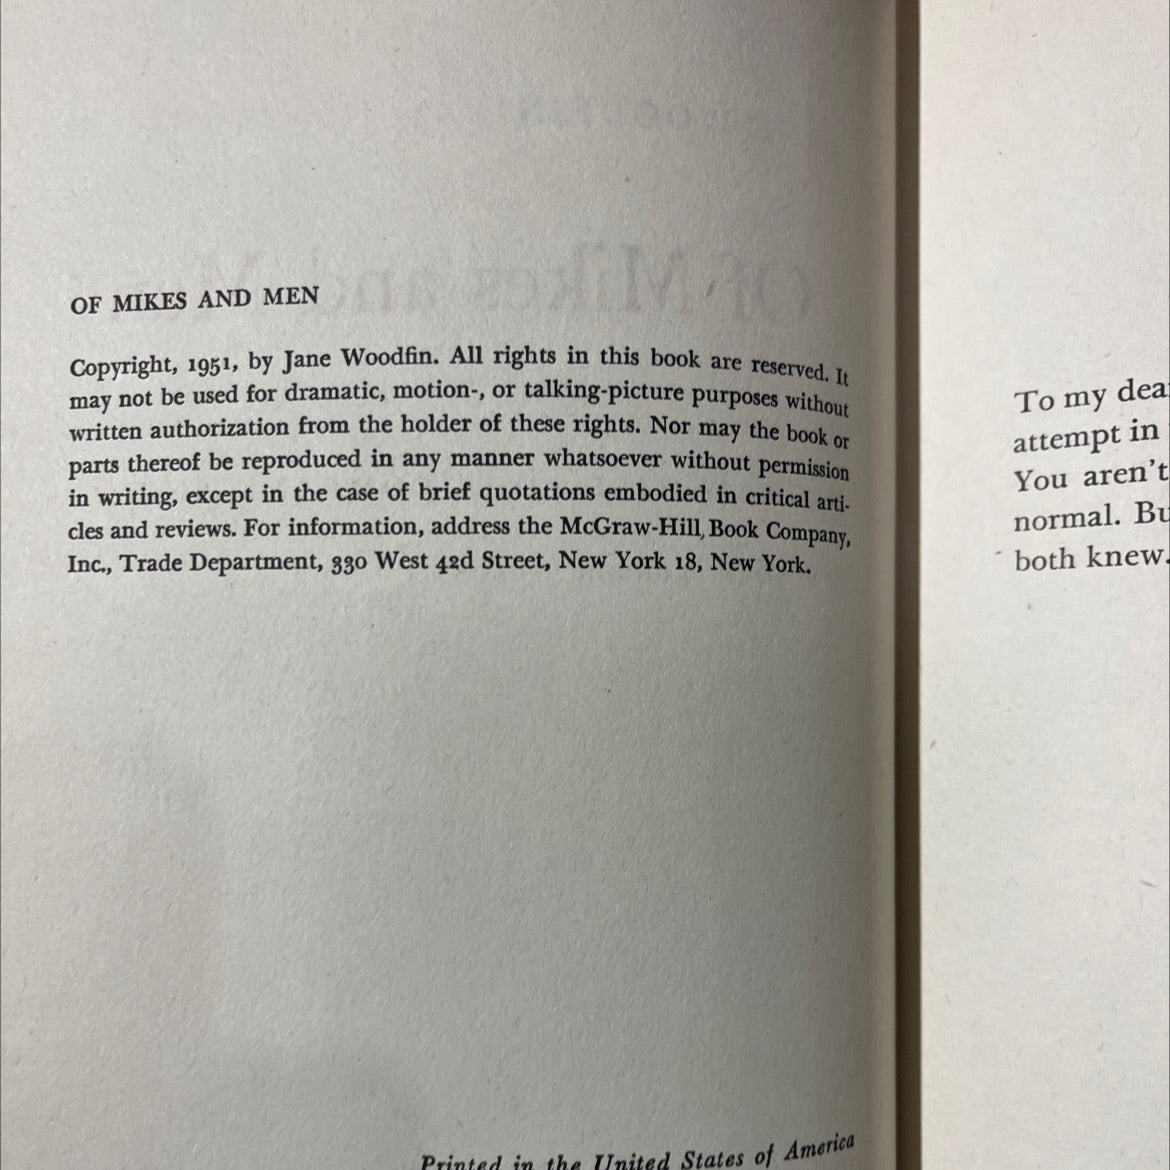 OF MIKES AND MEN
Copyright, 1951, by Jane Woodfin. All rights in this book are reserved. It
may not be used for dramatic, motion-, or talking-picture purposes without
written authorization from the holder of these rights. Nor may the book or
parts thereof be reproduced in any manner whatsoever without permission
in writing, except in the case of brief quotations embodied in critical arti-
cles and reviews. For information, address the McGraw-Hill Book Company,
Inc., Trade Department, 330 West 42d Street, New York 18, New York.
Printed in the United States of America
To my dea
attempt in
You aren't
normal. Bu
both knew.